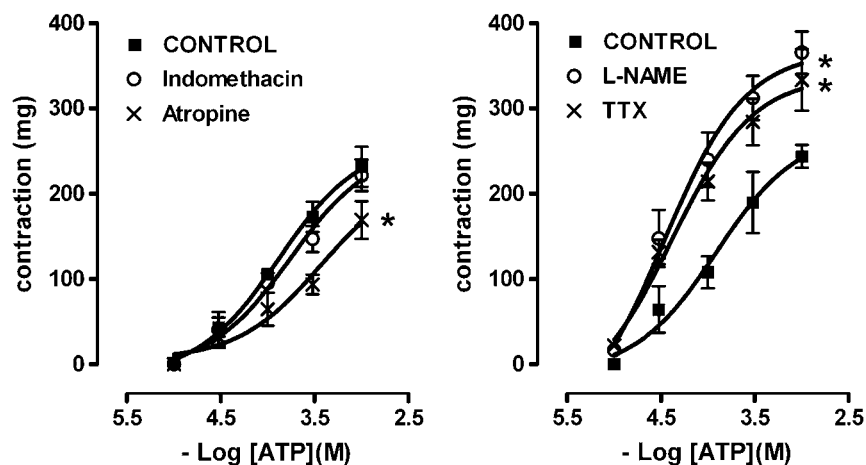 400
300
200
100
0
contraction (mg)
CONTROL
Indomethacin
Atropine
*
5.5 4.5 3.5 2.5
- Log [ATP](M)
400
300
200
100
0
contraction (mg)
CONTROL
L-NAME
TTX
*
*
5.5 4.5 3.5 2.5
- Log [ATP](M)